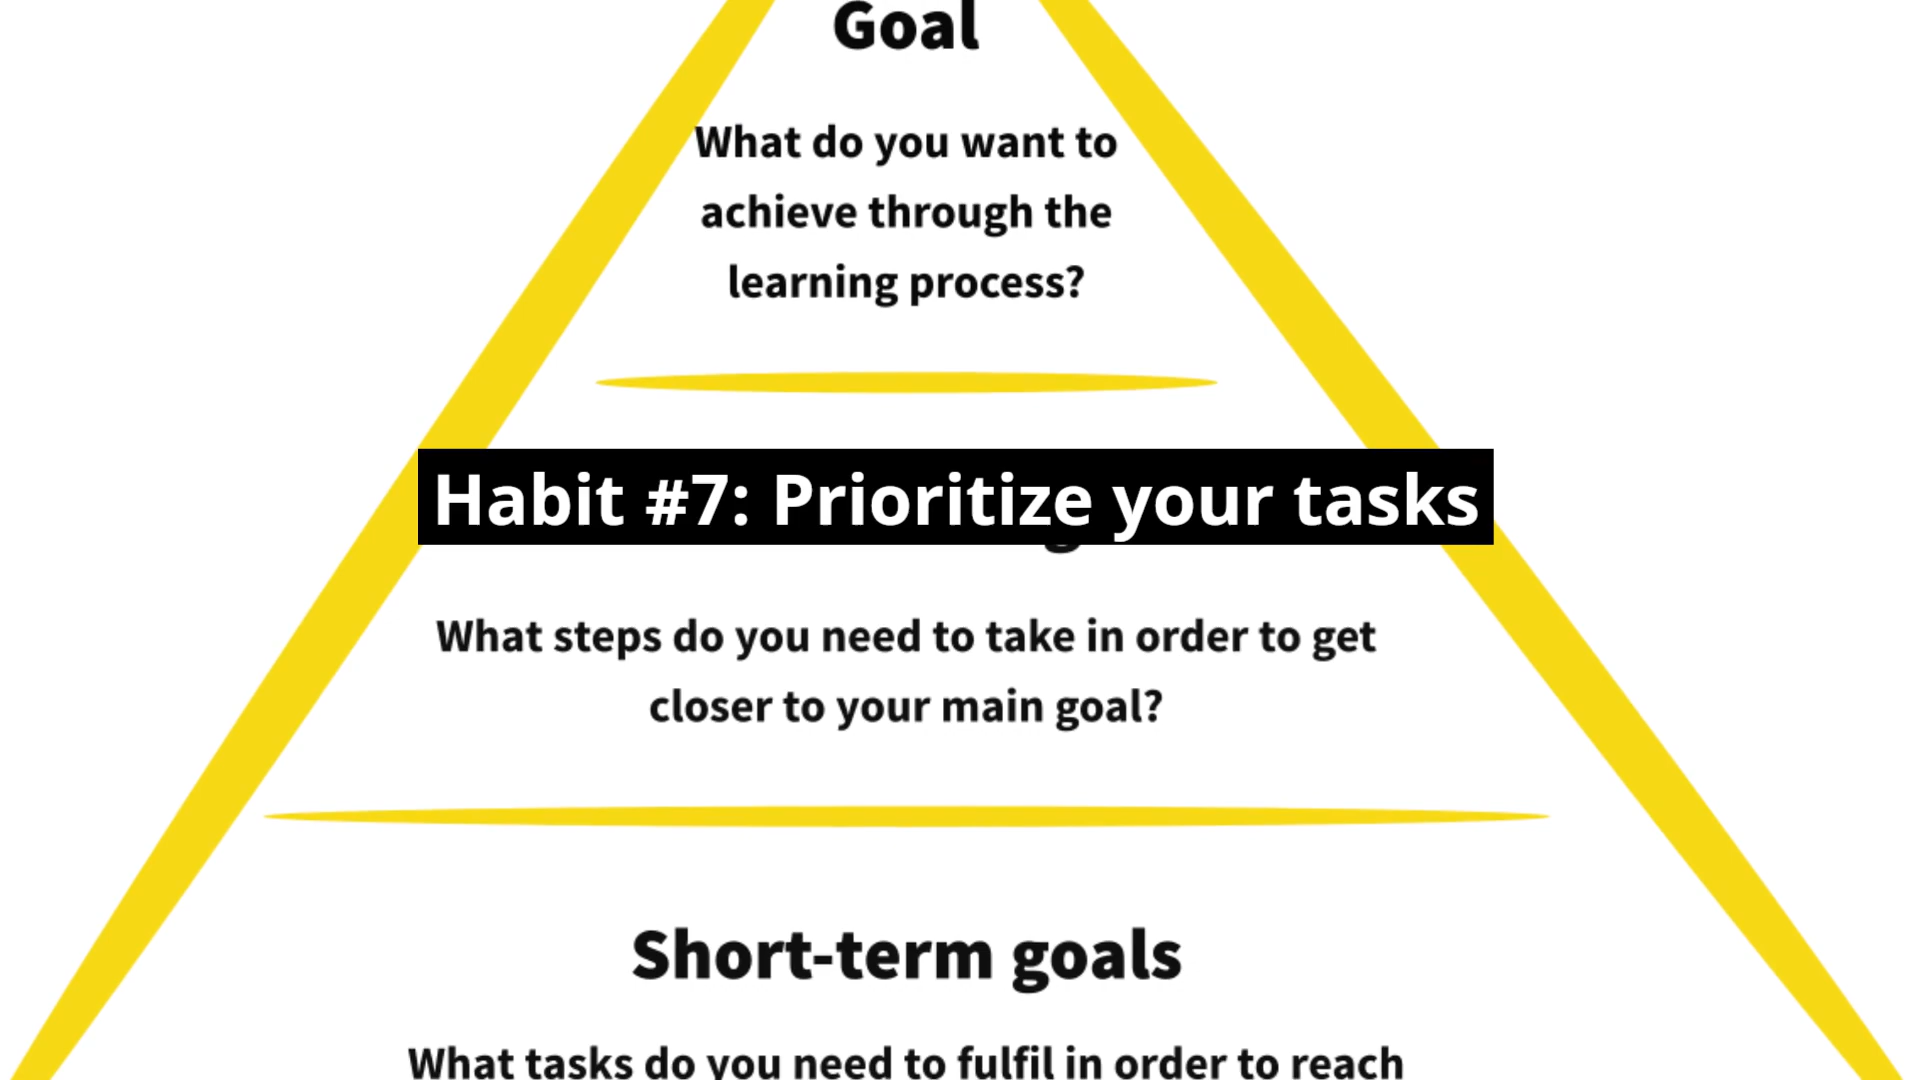 Goal
What do you want to
achieve through the
learning process?
Habit #7: Prioritize your tasks
What steps do you need to take in order to get
closer to your main goal?
Short-term goals
What tasks do you need to fulfil in order to reach